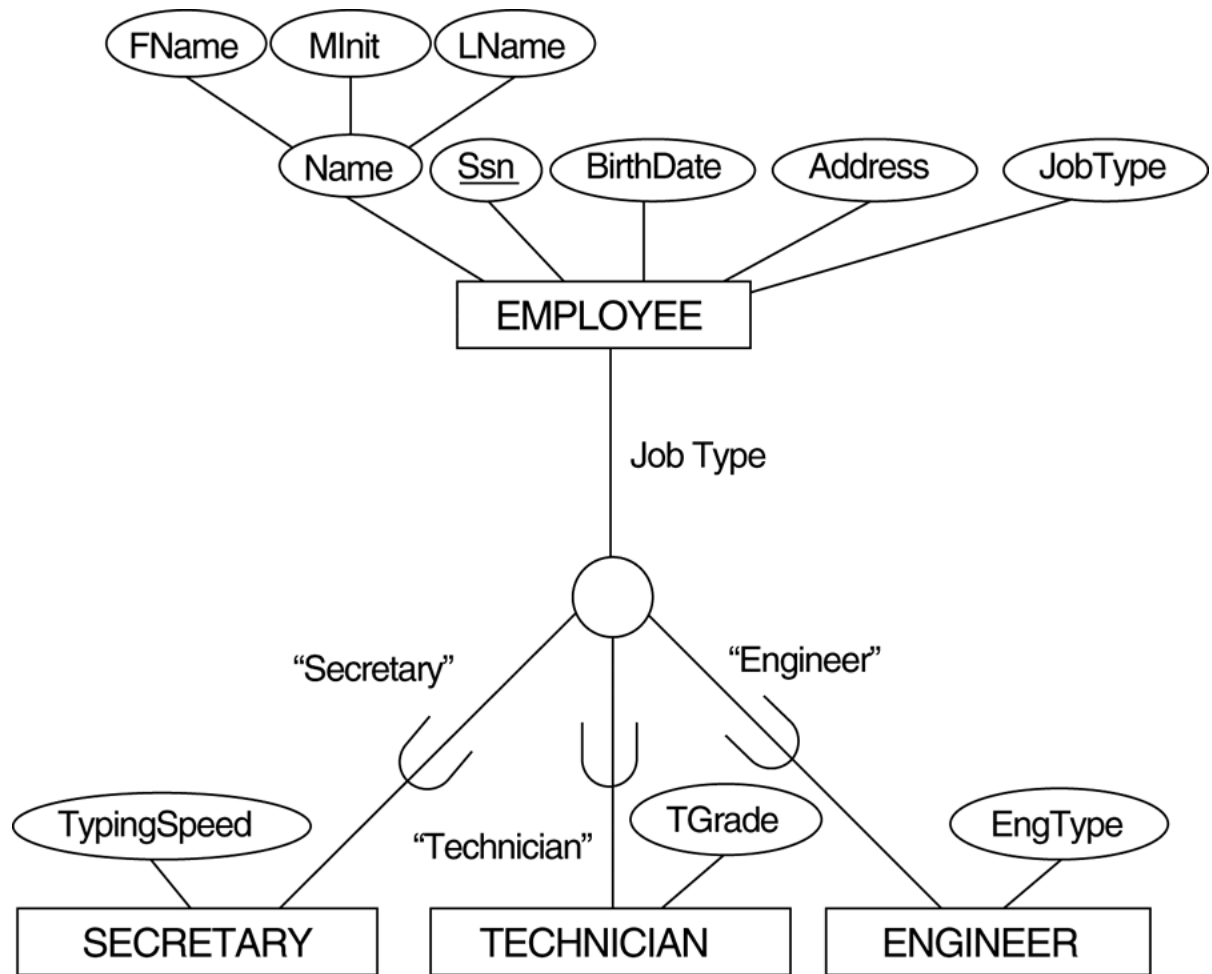 FName
MInit
LName
Name
Ssn
BirthDate
Address
JobType
EMPLOYEE
Job Type
“Secretary”
“Engineer”
TypingSpeed
“Technician”
TGrade
EngType
SECRETARY
TECHNICIAN
ENGINEER